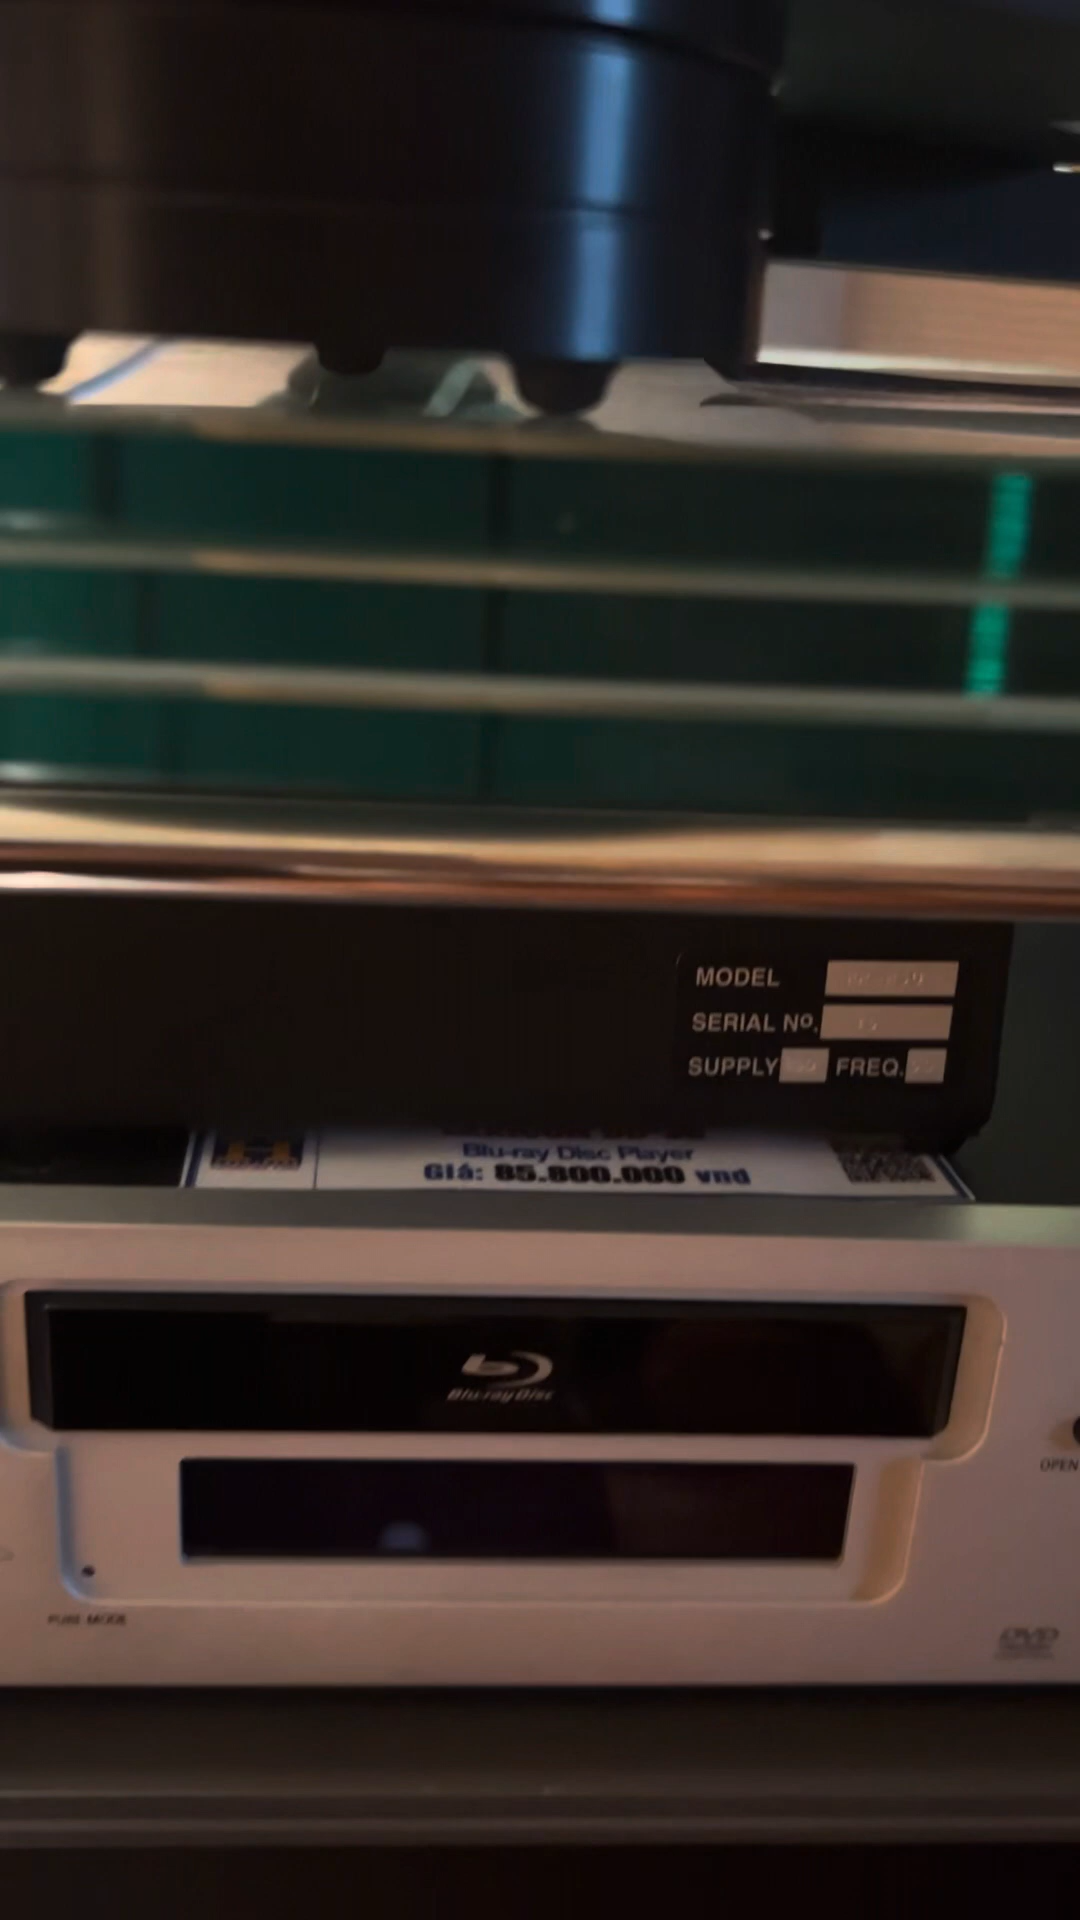 MODEL
SERIAL No.
SUPPLY FREQ.
Blu-ray Disc Player
Giá: 85.800.000 vnd
Blu-ray Disc
OPEN
PURE MODE
DVD